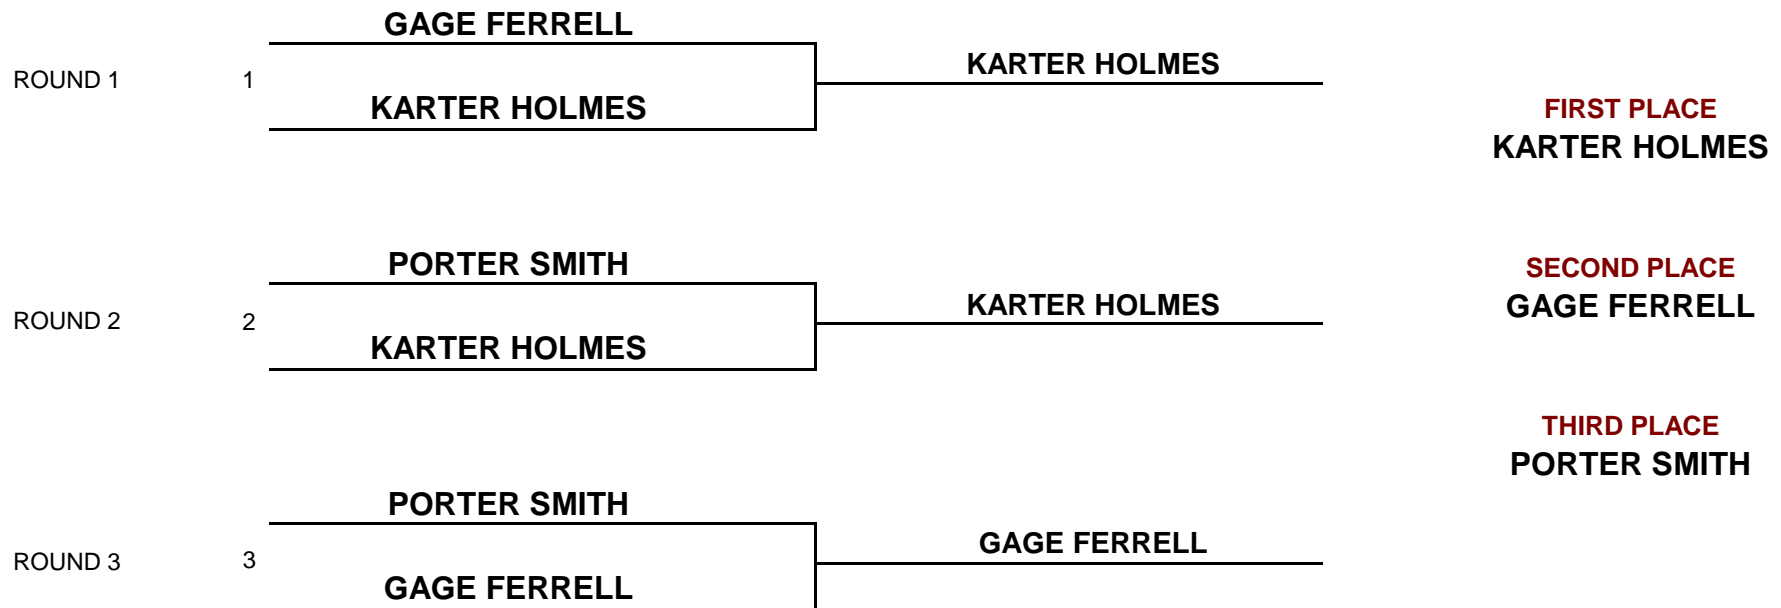 GAGE FERRELL
ROUND 1 1 KARTER HOLMES
KARTER HOLMES
FIRST PLACE
KARTER HOLMES
PORTER SMITH
ROUND 2 2 KARTER HOLMES
KARTER HOLMES
SECOND PLACE
GAGE FERRELL
THIRD PLACE
PORTER SMITH
PORTER SMITH
ROUND 3 3 GAGE FERRELL
GAGE FERRELL